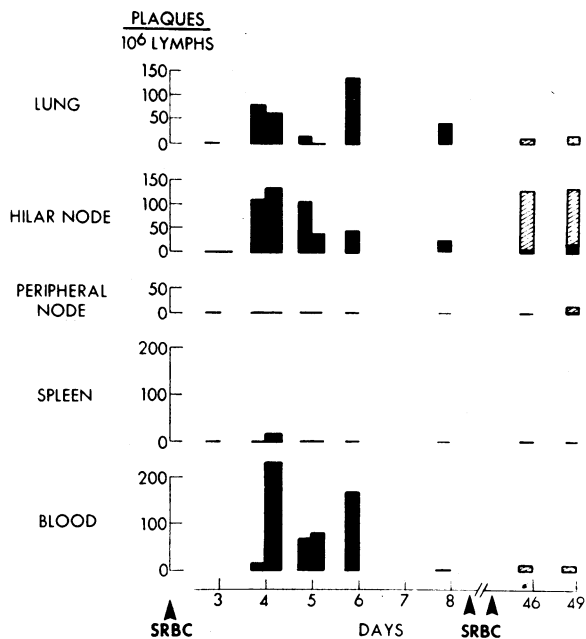 PLAQUES
10⁶ LYMPHS
150
100
50
0
LUNG
150
100
50
0
HILAR NODE
50
0
PERIPHERAL
NODE
200
100
0
SPLEEN
200
100
0
BLOOD
3 4 5 6 7 8 46 49
SRBC DAYS SRBC